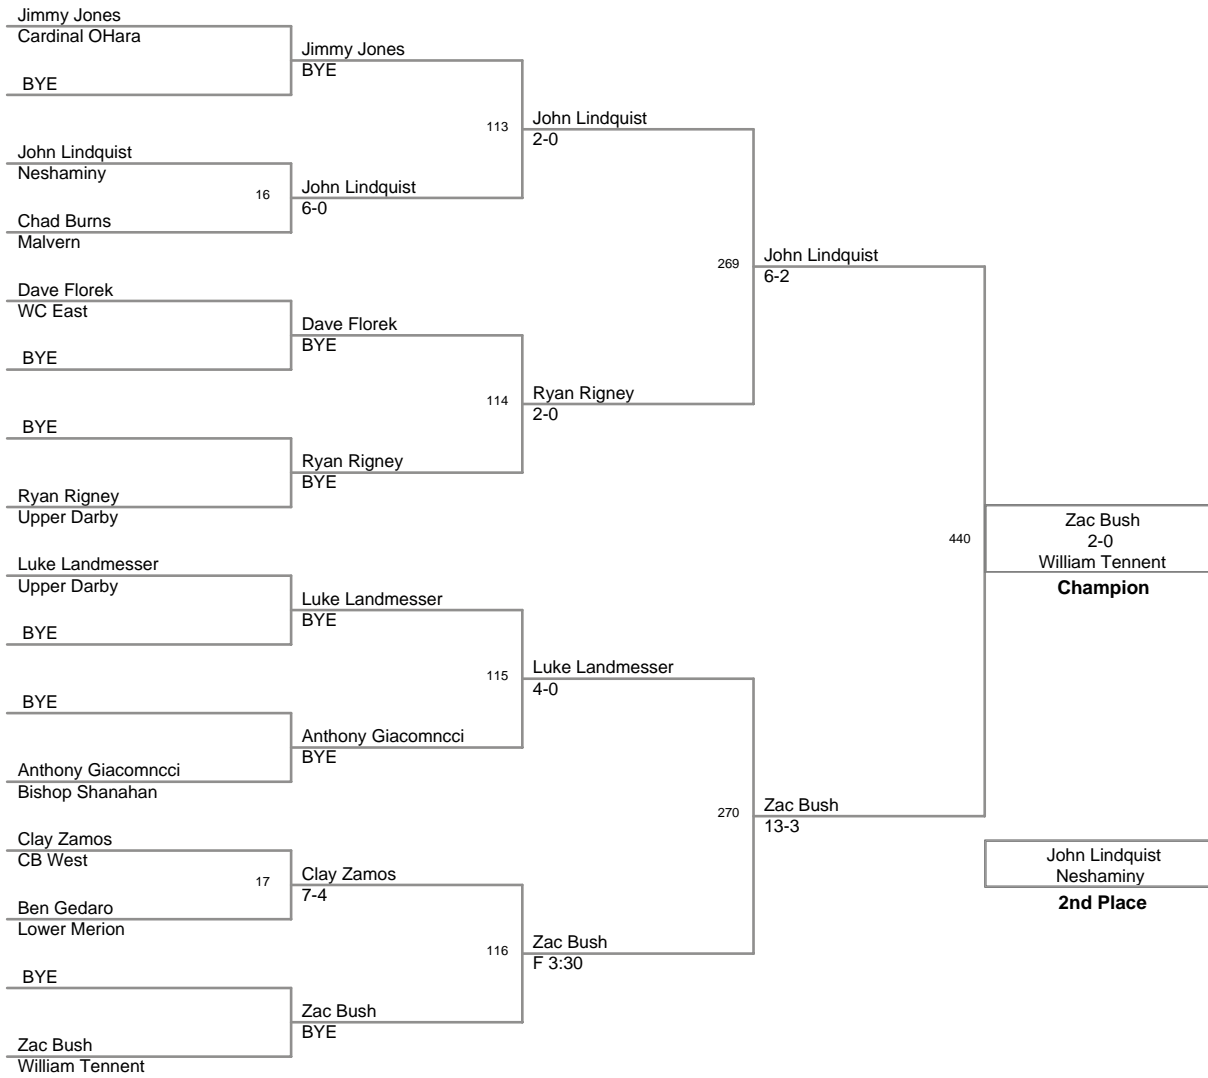 Jimmy Jones
Cardinal OHara
BYE
John Lindquist
Neshaminy
16
Chad Burns
Malvern
Dave Florek
WC East
BYE
BYE
Ryan Rigney
Upper Darby
Luke Landmesser
Upper Darby
BYE
BYE
Anthony Giacomncci
Bishop Shanahan
Clay Zamos
CB West
17
Ben Gedaro
Lower Merion
BYE
Zac Bush
William Tennent
Jimmy Jones
BYE
113
John Lindquist
6-0
Dave Florek
BYE
114
Ryan Rigney
BYE
Luke Landmesser
BYE
115
Anthony Giacomncci
BYE
Clay Zamos
7-4
116
Zac Bush
BYE
John Lindquist
2-0
269
Ryan Rigney
2-0
Luke Landmesser
4-0
270
Zac Bush
F 3:30
John Lindquist
6-2
440
Zac Bush
13-3
Zac Bush
2-0
William Tennent
Champion
John Lindquist
Neshaminy
2nd Place